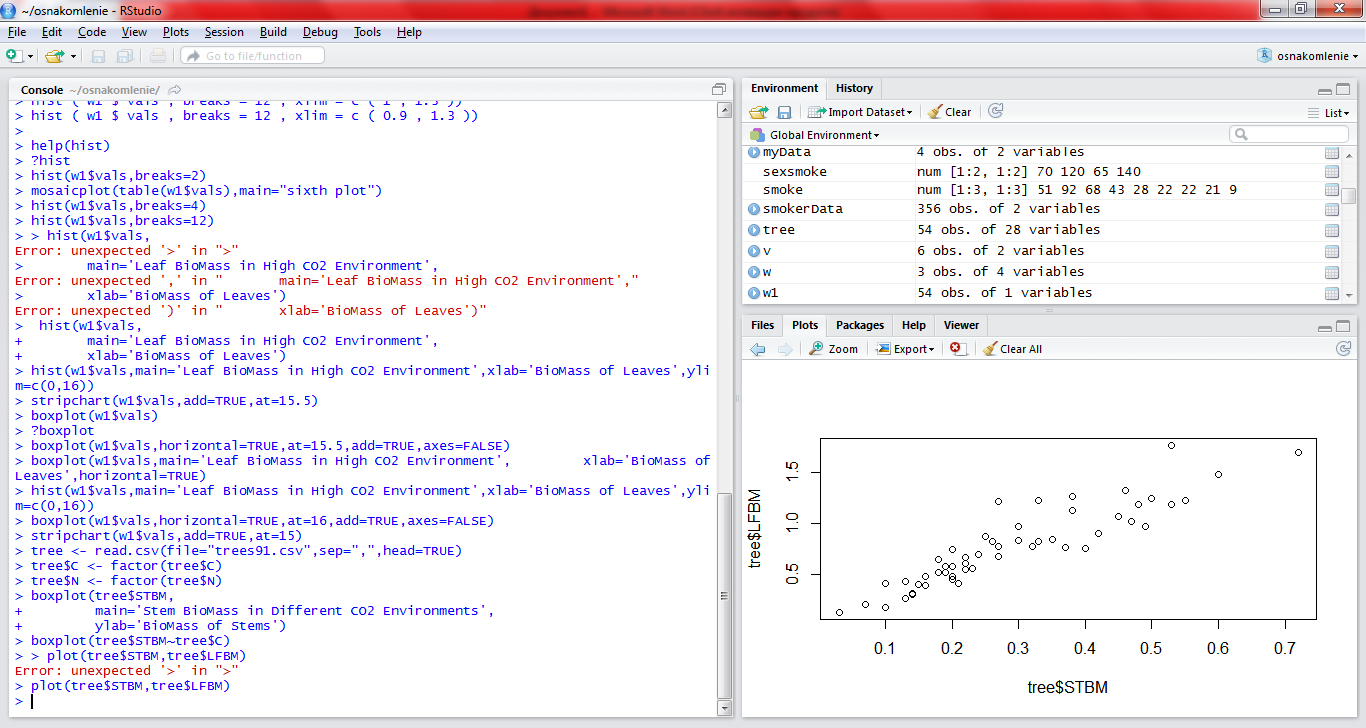 ~/osnakomlenie - RStudio
File Edit Code View Plots Session Build Debug Tools Help
Go to file/function
osnakomlenie
Console ~/osnakomlenie/
> hist ( w1 $ vals , breaks = 12 , xlim = c ( 1 , 1.3 ))
> hist ( w1 $ vals , breaks = 12 , xlim = c ( 0.9 , 1.3 ))
>
> help(hist)
> ?hist
> hist(w1$vals,breaks=2)
> mosaicplot(table(w1$vals),main="sixth plot")
> hist(w1$vals,breaks=4)
> hist(w1$vals,breaks=12)
> > hist(w1$vals,
Error: unexpected '>' in ">"
>        main='Leaf BioMass in High CO2 Environment',
Error: unexpected ',' in "        main='Leaf BioMass in High CO2 Environment',"
>        xlab='BioMass of Leaves')
Error: unexpected ')' in "        xlab='BioMass of Leaves')"
>  hist(w1$vals,
+        main='Leaf BioMass in High CO2 Environment',
+        xlab='BioMass of Leaves')
> hist(w1$vals,main='Leaf BioMass in High CO2 Environment',xlab='BioMass of Leaves',yli
m=c(0,16))
> stripchart(w1$vals,add=TRUE,at=15.5)
> boxplot(w1$vals)
> ?boxplot
> boxplot(w1$vals,horizontal=TRUE,at=15.5,add=TRUE,axes=FALSE)
> boxplot(w1$vals,main='Leaf BioMass in High CO2 Environment',         xlab='BioMass of
Leaves',horizontal=TRUE)
> hist(w1$vals,main='Leaf BioMass in High CO2 Environment',xlab='BioMass of Leaves',yli
m=c(0,16))
> boxplot(w1$vals,horizontal=TRUE,at=16,add=TRUE,axes=FALSE)
> stripchart(w1$vals,add=TRUE,at=15)
> tree <- read.csv(file="trees91.csv",sep=",",head=TRUE)
> tree$C <- factor(tree$C)
> tree$N <- factor(tree$N)
> boxplot(tree$STBM,
+         main='Stem BioMass in Different CO2 Environments',
+         ylab='BioMass of Stems')
> boxplot(tree$STBM~tree$C)
> > plot(tree$STBM,tree$LFBM)
Error: unexpected '>' in ">"
> plot(tree$STBM,tree$LFBM)
>
Environment History
Import Dataset Clear List
Global Environment
myData 4 obs. of 2 variables
sexsmoke num [1:2, 1:2] 70 120 65 140
smoke num [1:3, 1:3] 51 92 68 43 28 22 22 21 9
smokerData 356 obs. of 2 variables
tree 54 obs. of 28 variables
v 6 obs. of 2 variables
w 3 obs. of 4 variables
w1 54 obs. of 1 variables
Files Plots Packages Help Viewer
Zoom Export Clear All
tree$LFBM
1.5
1.0
0.5
0.1 0.2 0.3 0.4 0.5 0.6 0.7
tree$STBM